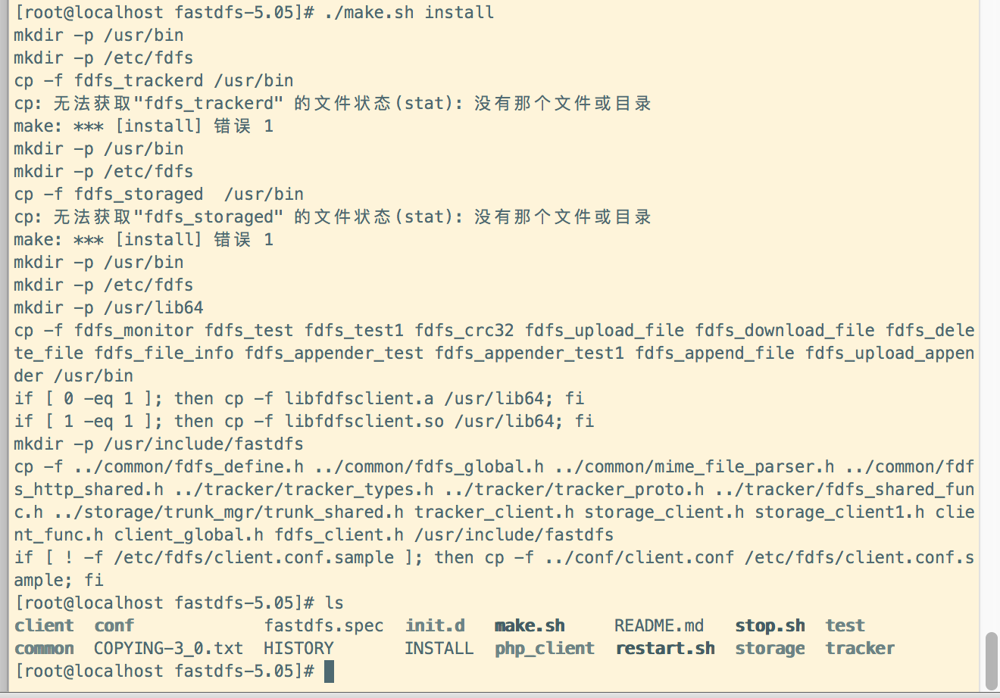 [root@localhost fastdfs-5.05]# ./make.sh install
mkdir -p /usr/bin
mkdir -p /etc/fdfs
cp -f fdfs_trackerd /usr/bin
cp: 无法获取"fdfs_trackerd" 的文件状态(stat): 没有那个文件或目录
make: *** [install] 错误 1
mkdir -p /usr/bin
mkdir -p /etc/fdfs
cp -f fdfs_storaged  /usr/bin
cp: 无法获取"fdfs_storaged" 的文件状态(stat): 没有那个文件或目录
make: *** [install] 错误 1
mkdir -p /usr/bin
mkdir -p /etc/fdfs
mkdir -p /usr/lib64
cp -f fdfs_monitor fdfs_test fdfs_test1 fdfs_crc32 fdfs_upload_file fdfs_download_file fdfs_dele
te_file fdfs_file_info fdfs_appender_test fdfs_appender_test1 fdfs_append_file fdfs_upload_appen
der /usr/bin
if [ 0 -eq 1 ]; then cp -f libfdfsclient.a /usr/lib64; fi
if [ 1 -eq 1 ]; then cp -f libfdfsclient.so /usr/lib64; fi
mkdir -p /usr/include/fastdfs
cp -f ../common/fdfs_define.h ../common/fdfs_global.h ../common/mime_file_parser.h ../common/fdf
s_http_shared.h ../tracker/tracker_types.h ../tracker/tracker_proto.h ../tracker/fdfs_shared_fun
c.h ../storage/trunk_mgr/trunk_shared.h tracker_client.h storage_client.h storage_client1.h clie
nt_func.h client_global.h fdfs_client.h /usr/include/fastdfs
if [ ! -f /etc/fdfs/client.conf.sample ]; then cp -f ../conf/client.conf /etc/fdfs/client.conf.s
ample; fi
[root@localhost fastdfs-5.05]# ls
client  conf             fastdfs.spec  init.d   make.sh     README.md   stop.sh  test
common  COPYING-3_0.txt  HISTORY       INSTALL  php_client  restart.sh  storage  tracker
[root@localhost fastdfs-5.05]#